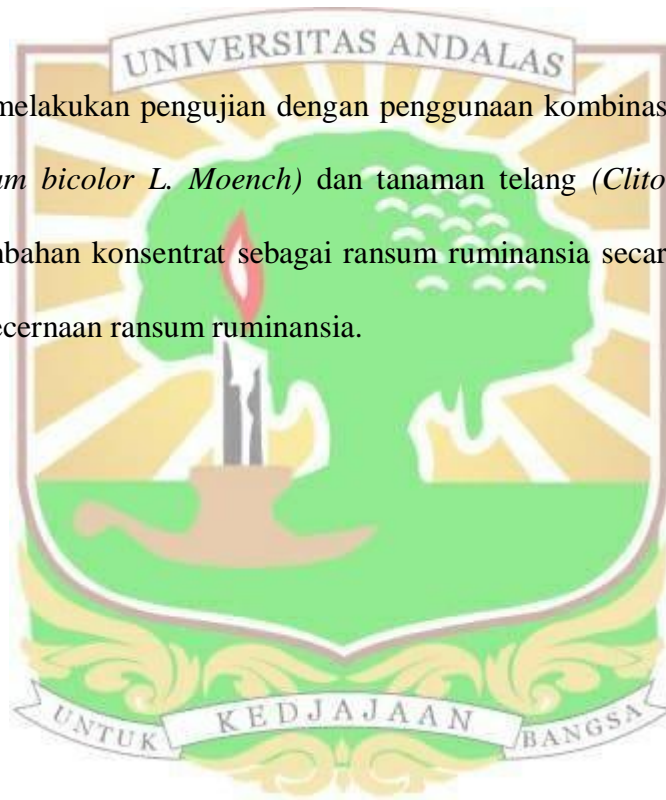 UNIVERSITAS ANDALAS
melakukan pengujian dengan penggunaan kombinas
um bicolor L. Moench) dan tanaman telang (Clito
nbahan konsentrat sebagai ransum ruminansia secar
ecernaan ransum ruminansia.
UNTUK KEDJAJAAN BANGSA